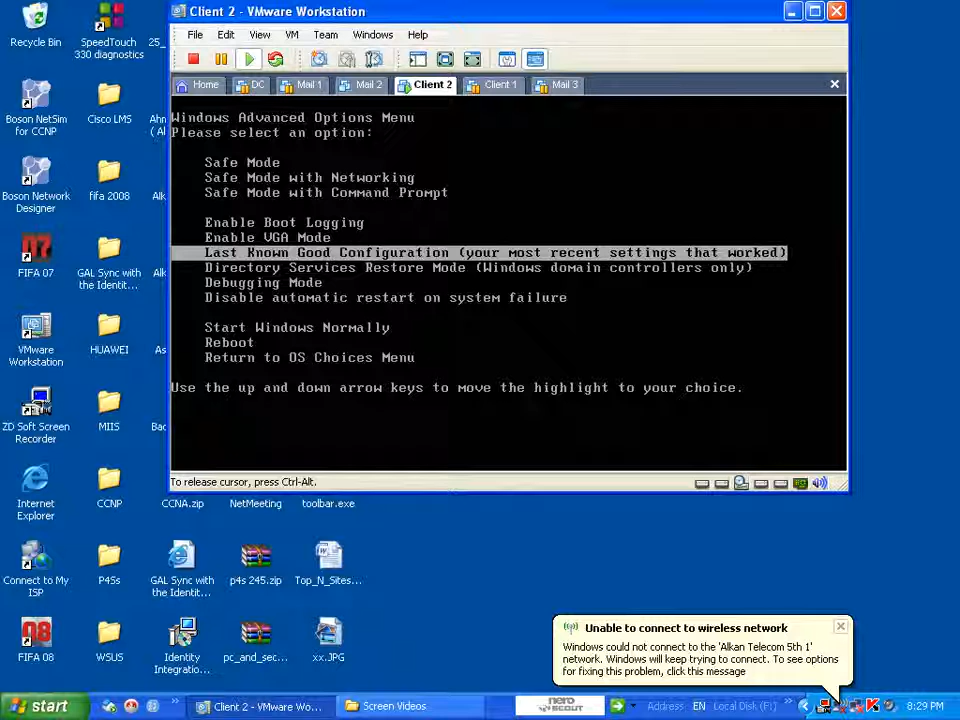 Client 2 - VMware Workstation
File Edit View VM Team Windows Help
Home DC Mail 1 Mail 2 Client 2 Client 1 Mail 3
Windows Advanced Options Menu
Please select an option:
Safe Mode
Safe Mode with Networking
Safe Mode with Command Prompt
Enable Boot Logging
Enable VGA Mode
Last Known Good Configuration (your most recent settings that worked)
Directory Services Restore Mode (Windows domain controllers only)
Debugging Mode
Disable automatic restart on system failure
Start Windows Normally
Reboot
Return to OS Choices Menu
Use the up and down arrow keys to move the highlight to your choice.
To release cursor, press Ctrl-Alt.
Recycle Bin
SpeedTouch
330 diagnostics
25_
Boson NetSim
for CCNP
Cisco LMS
Ahn
( Al
Boson Network
Designer
fifa 2008
Alk
FIFA 07
GAL Sync with
the Identit...
VMware
Workstation
HUAWEI
As
ZD Soft Screen
Recorder
MIIS
Internet
Explorer
CCNP
CCNA.zip
NetMeeting
toolbar.exe
Connect to My
ISP
P4Ss
GAL Sync with
the Identit...
p4s 245.zip
Top_N_Sites...
08
FIFA 08
WSUS
Identity
Integratio...
pc_and_sec...
xx.JPG
Unable to connect to wireless network
Windows could not connect to the 'Alkan Telecom 5th 1'
network. Windows will keep trying to connect. To see options
for fixing this problem, click this message
start
Client 2 - VMware Wo...
Screen Videos
nero
SCOUT
Address
EN
Local Disk (F:)
8:29 PM